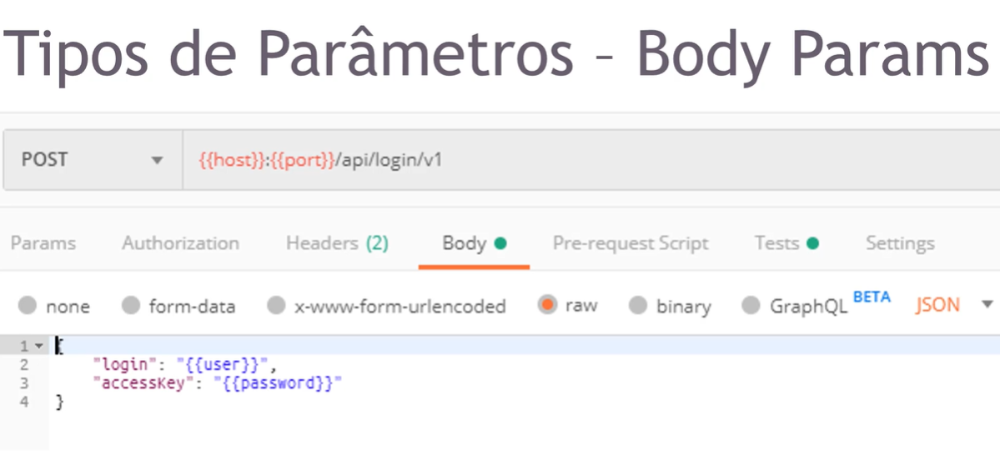 Tipos de Parâmetros – Body Params
POST {{host}}:{{port}}/api/login/v1
Params Authorization Headers (2) Body Pre-request Script Tests Settings
none form-data x-www-form-urlencoded raw binary GraphQL BETA JSON
1 {
2 "login": "{{user}}",
3 "accessKey": "{{password}}"
4 }